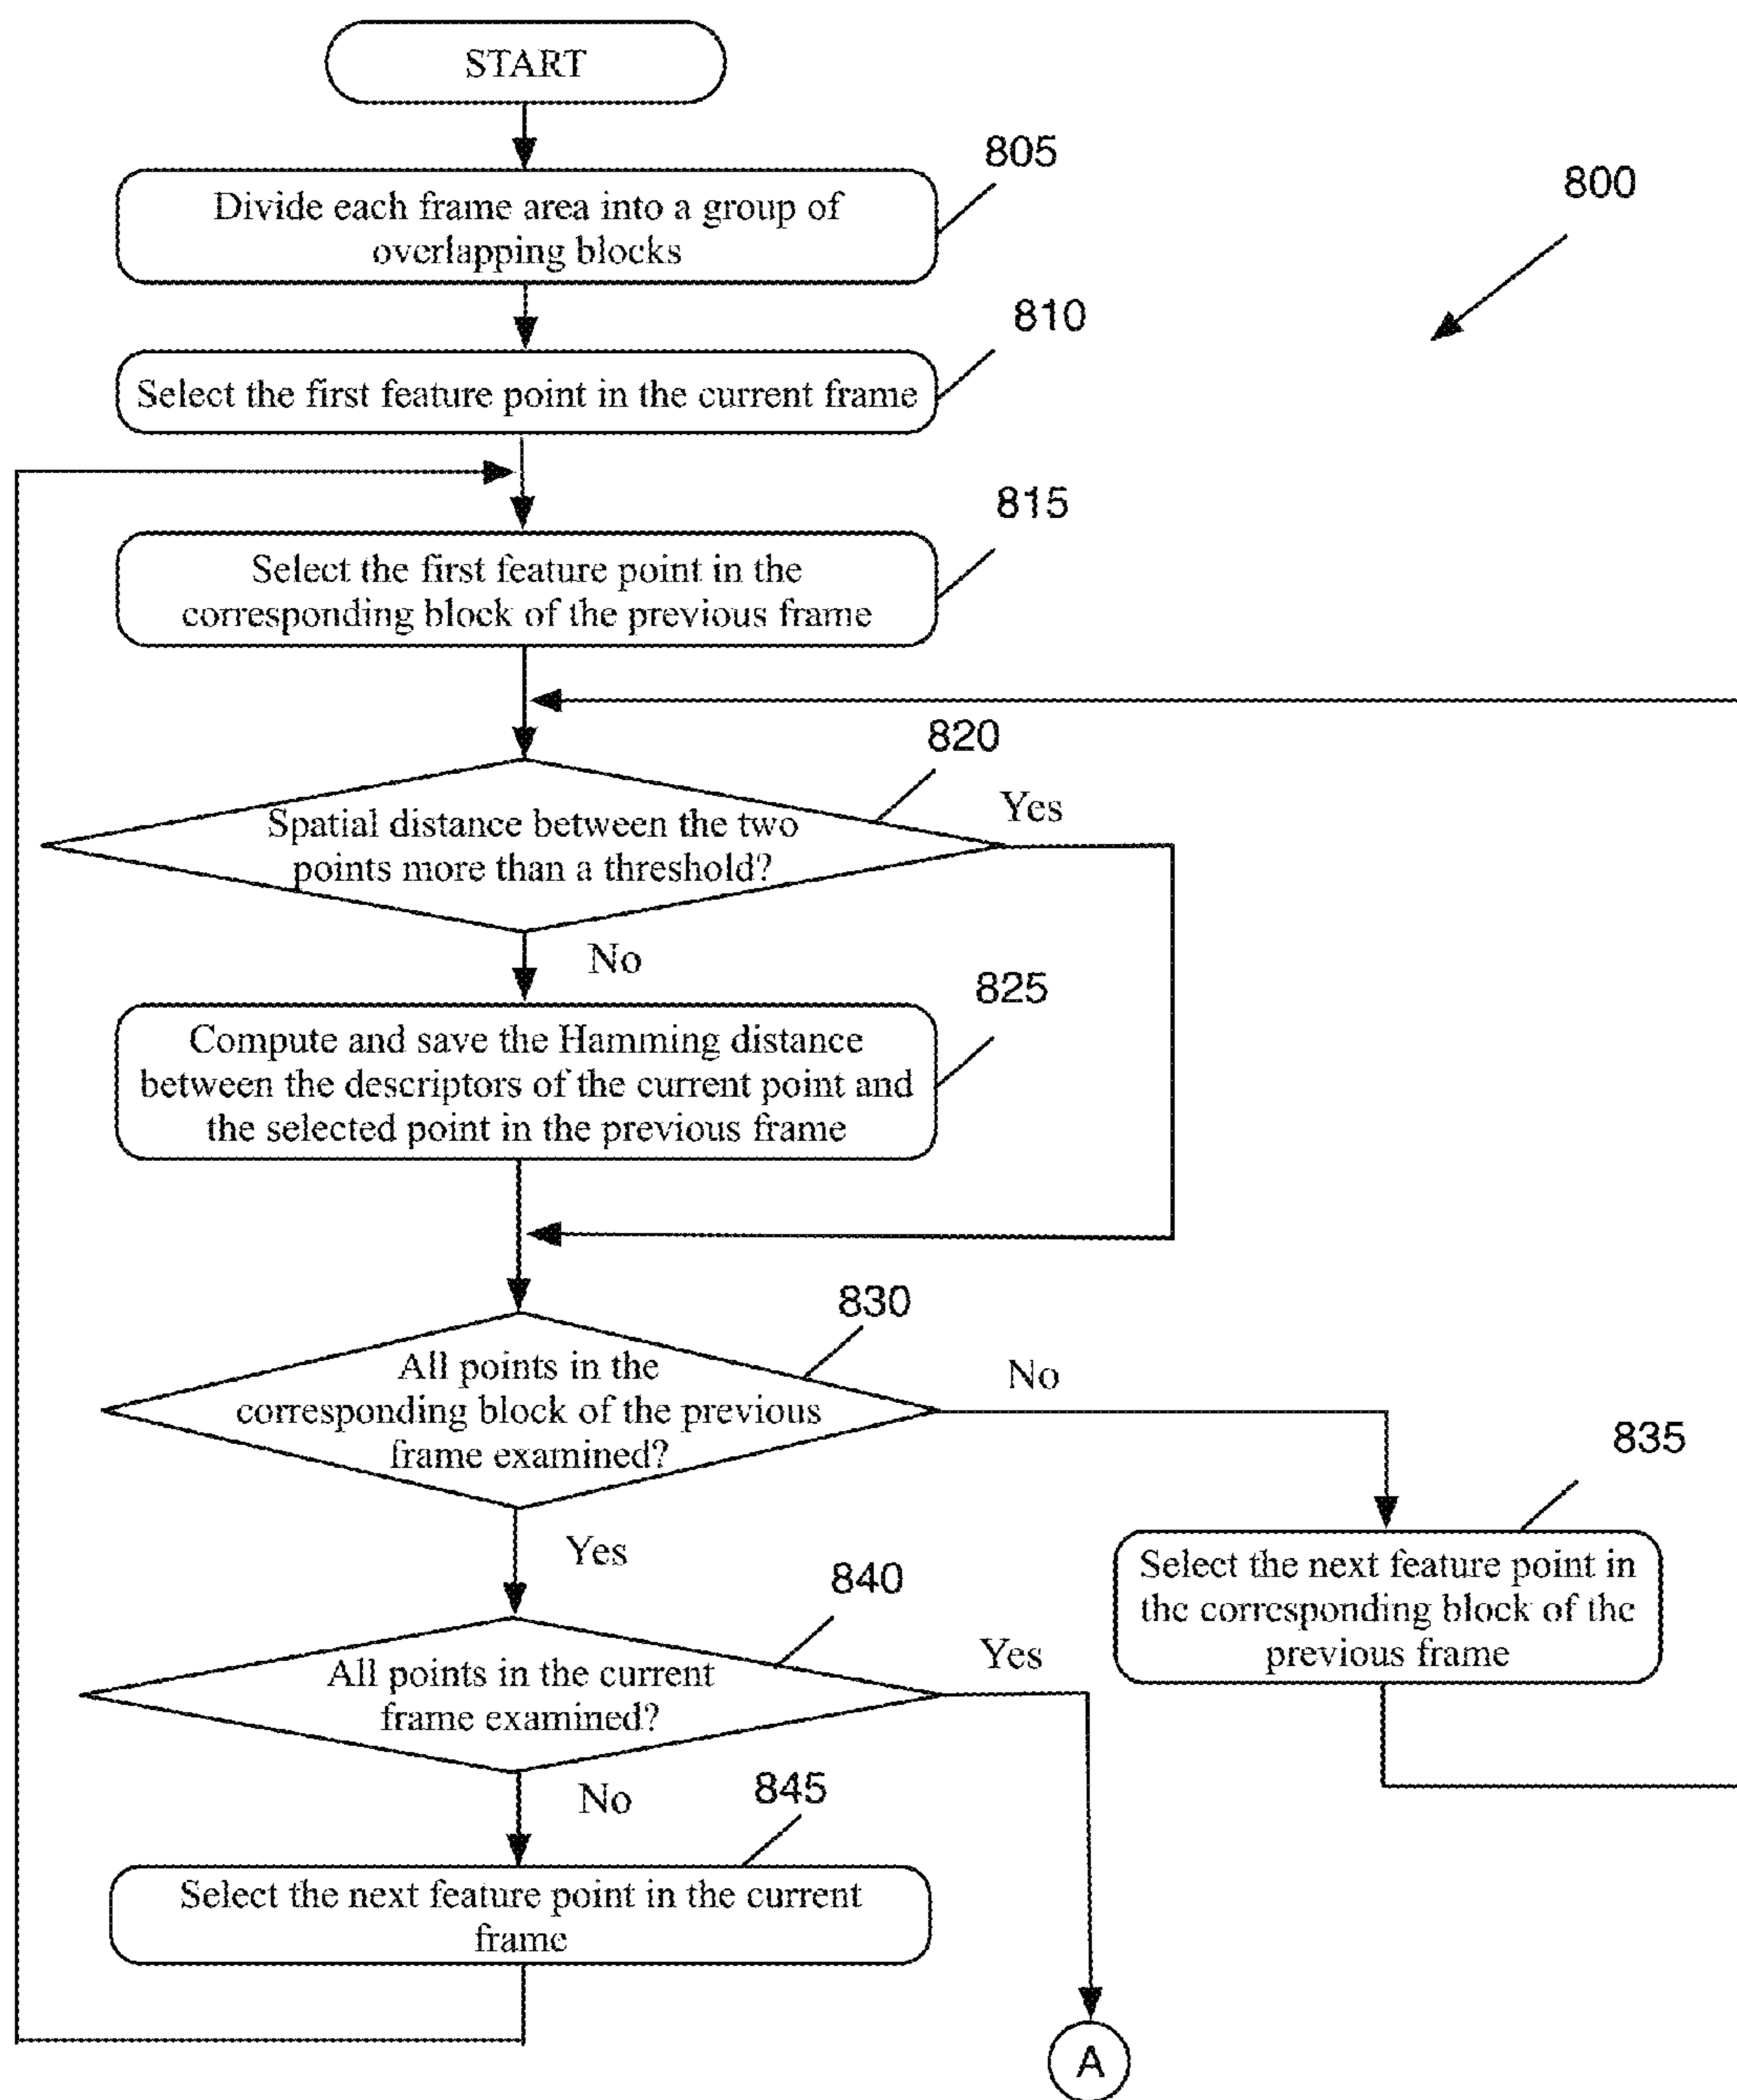 START
805
Divide each frame area into a group of
overlapping blocks
800
810
Select the first feature point in the current frame
815
Select the first feature point in the
corresponding block of the previous frame
820
Yes
Spatial distance between the two
points more than a threshold?
No
825
Compute and save the Hamming distance
between the descriptors of the current point and
the selected point in the previous frame
830
All points in the
corresponding block of the previous
frame examined?
No
835
Select the next feature point in
the corresponding block of the
previous frame
Yes
840
All points in the current
frame examined?
Yes
No
845
Select the next feature point in the current
frame
A